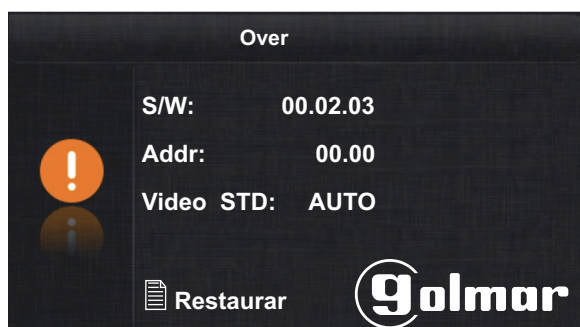 Over
S/W: 00.02.03
Addr: 00.00
Video STD: AUTO
Restaurar
golmar